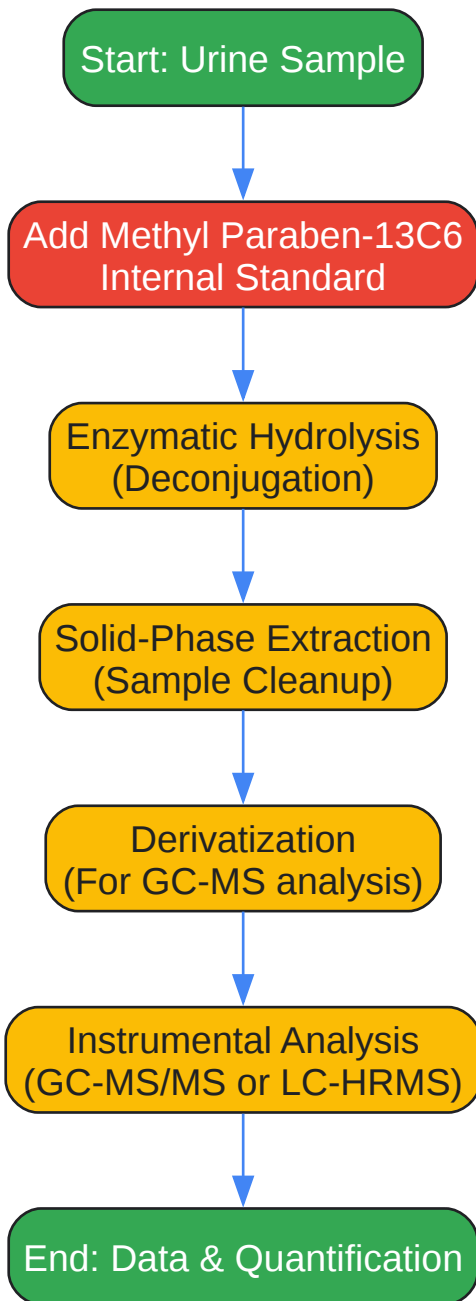 Start: Urine Sample
Add Methyl Paraben-13C6
Internal Standard
Enzymatic Hydrolysis
(Deconjugation)
Solid-Phase Extraction
(Sample Cleanup)
Derivatization
(For GC-MS analysis)
Instrumental Analysis
(GC-MS/MS or LC-HRMS)
End: Data & Quantification